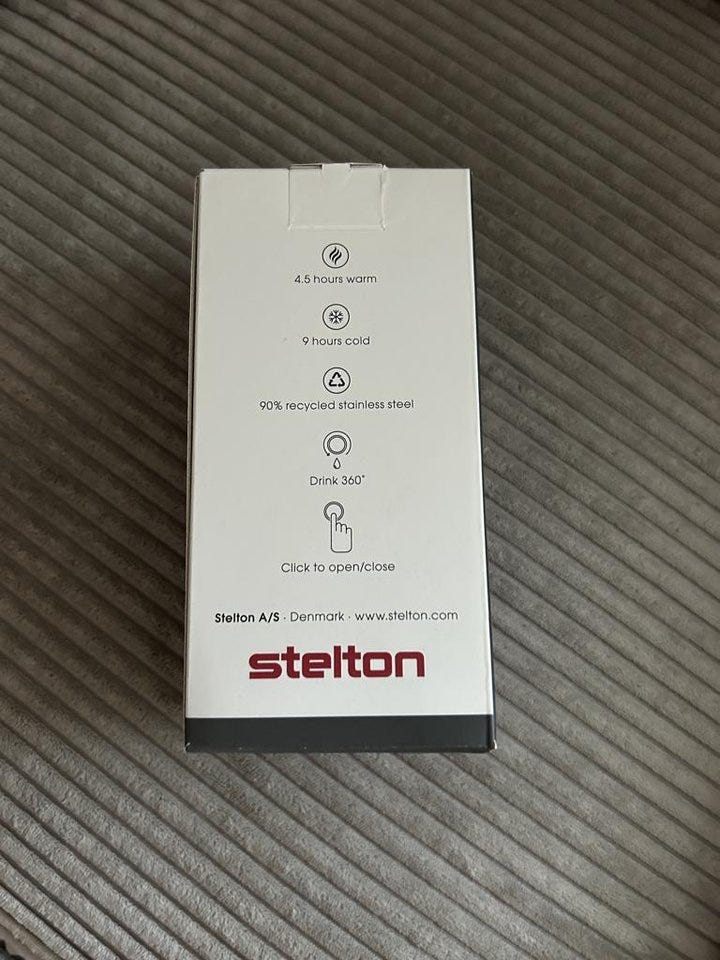 4.5 hours warm
9 hours cold
90% recycled stainless steel
Drink 360°
Click to open/close
Stelton A/S · Denmark · www.stelton.com
stelton